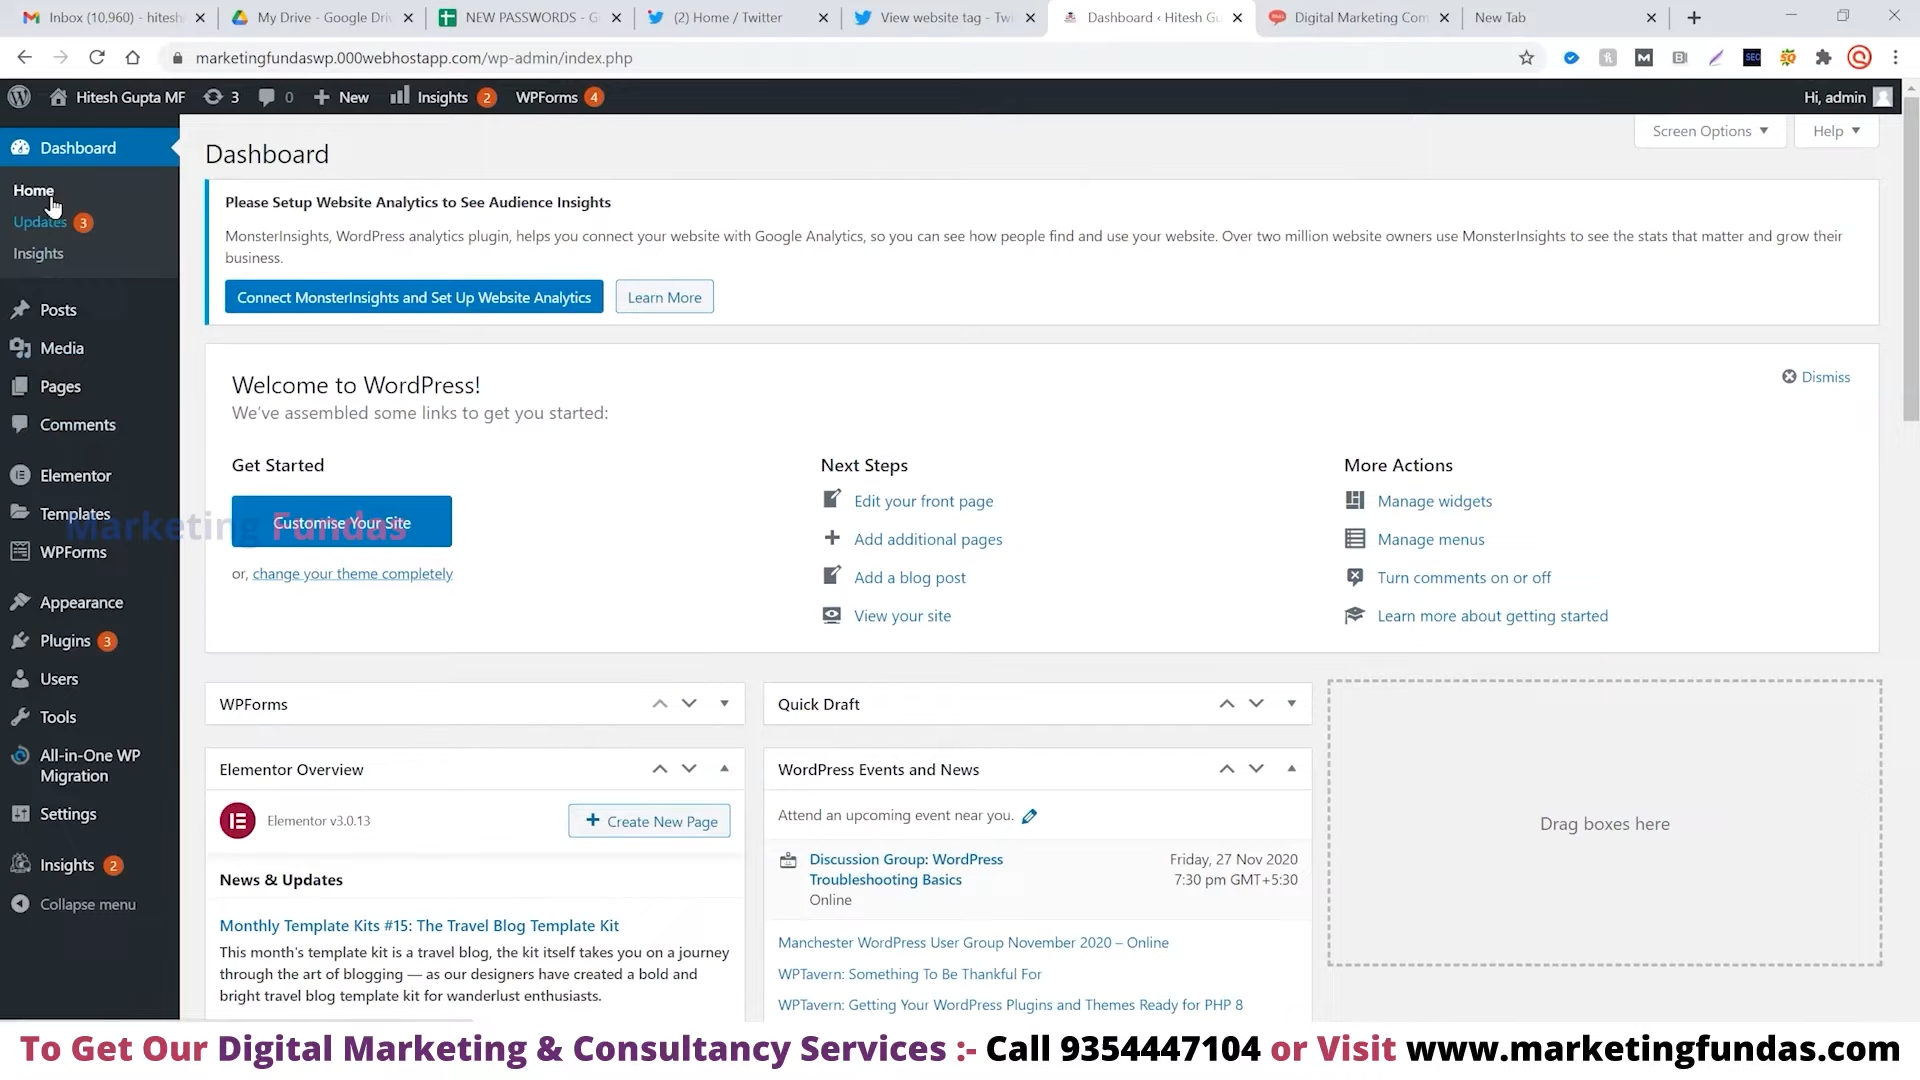 Inbox (10,960) - hitesh
My Drive - Google Driv
NEW PASSWORDS - G
(2) Home / Twitter
View website tag - Twi
Dashboard ‹ Hitesh Gu
Digital Marketing Com
New Tab
marketingfundaswp.000webhostapp.com/wp-admin/index.php
Hitesh Gupta MF
3
0
New
Insights 2
WPForms 4
Hi, admin
Screen Options
Help
Dashboard
Home
Updates 3
Insights
Posts
Media
Pages
Comments
Elementor
Templates
WPForms
Appearance
Plugins 3
Users
Tools
All-in-One WP
Migration
Settings
Insights 2
Collapse menu
Dashboard
Please Setup Website Analytics to See Audience Insights
MonsterInsights, WordPress analytics plugin, helps you connect your website with Google Analytics, so you can see how people find and use your website. Over two million website owners use MonsterInsights to see the stats that matter and grow their
business.
Connect MonsterInsights and Set Up Website Analytics
Learn More
Welcome to WordPress!
We've assembled some links to get you started:
Dismiss
Get Started
Customise Your Site
Marketing Fundas
or, change your theme completely
Next Steps
Edit your front page
Add additional pages
Add a blog post
View your site
More Actions
Manage widgets
Manage menus
Turn comments on or off
Learn more about getting started
WPForms
Elementor Overview
Elementor v3.0.13
Create New Page
News & Updates
Monthly Template Kits #15: The Travel Blog Template Kit
This month's template kit is a travel blog, the kit itself takes you on a journey
through the art of blogging — as our designers have created a bold and
bright travel blog template kit for wanderlust enthusiasts.
Quick Draft
WordPress Events and News
Attend an upcoming event near you.
Discussion Group: WordPress
Troubleshooting Basics
Online
Friday, 27 Nov 2020
7:30 pm GMT+5:30
Manchester WordPress User Group November 2020 – Online
WPTavern: Something To Be Thankful For
WPTavern: Getting Your WordPress Plugins and Themes Ready for PHP 8
Drag boxes here
To Get Our Digital Marketing & Consultancy Services :- Call 9354447104 or Visit www.marketingfundas.com